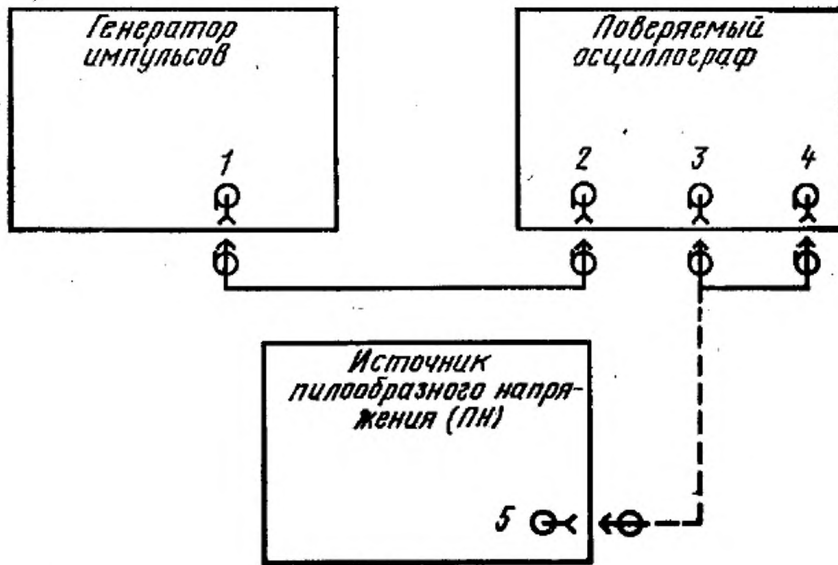 Генератор
импульсов
Поверяемый
осциллограф
1
2 3 4
Источник
пилообразного напря-
жения (ПН)
5